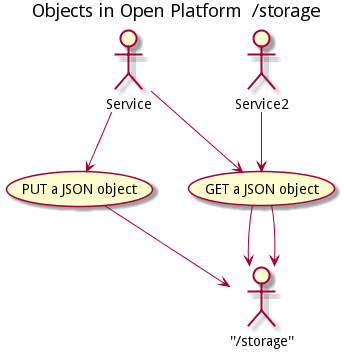 Objects in Open Platform  /storage
Service
Service2
PUT a JSON object
GET a JSON object
"/storage"